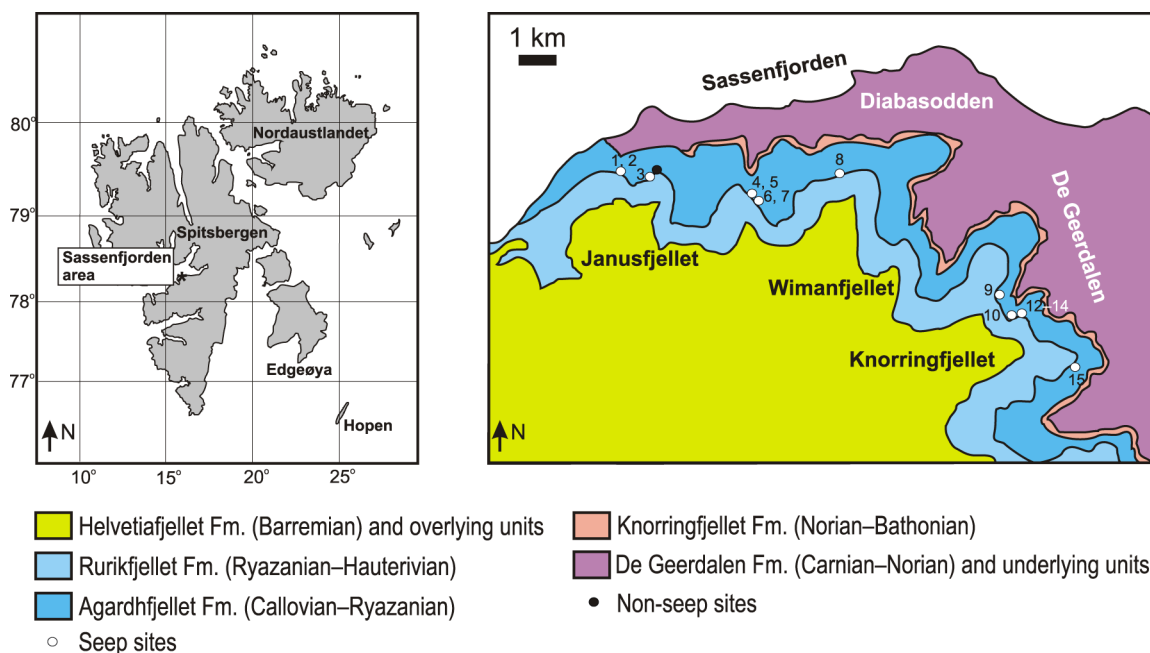 80°
79°
78°
77°
10°
15°
20°
25°
Nordaustlandet
Spitsbergen
Sassenfjorden
area
*
Edgeøya
Hopen
N
1 km
Sassenfjorden
Diabasodden
De Geerdalen
1, 2
3
4, 5
6, 7
8
9
10
12–14
15
Janusfjellet
Wimanfjellet
Knorringfjellet
N
Helvetiafjellet Fm. (Barremian) and overlying units
Rurikfjellet Fm. (Ryazanian–Hauterivian)
Agardhfjellet Fm. (Callovian–Ryazanian)
Seep sites
Knorringfjellet Fm. (Norian–Bathonian)
De Geerdalen Fm. (Carnian–Norian) and underlying units
Non-seep sites